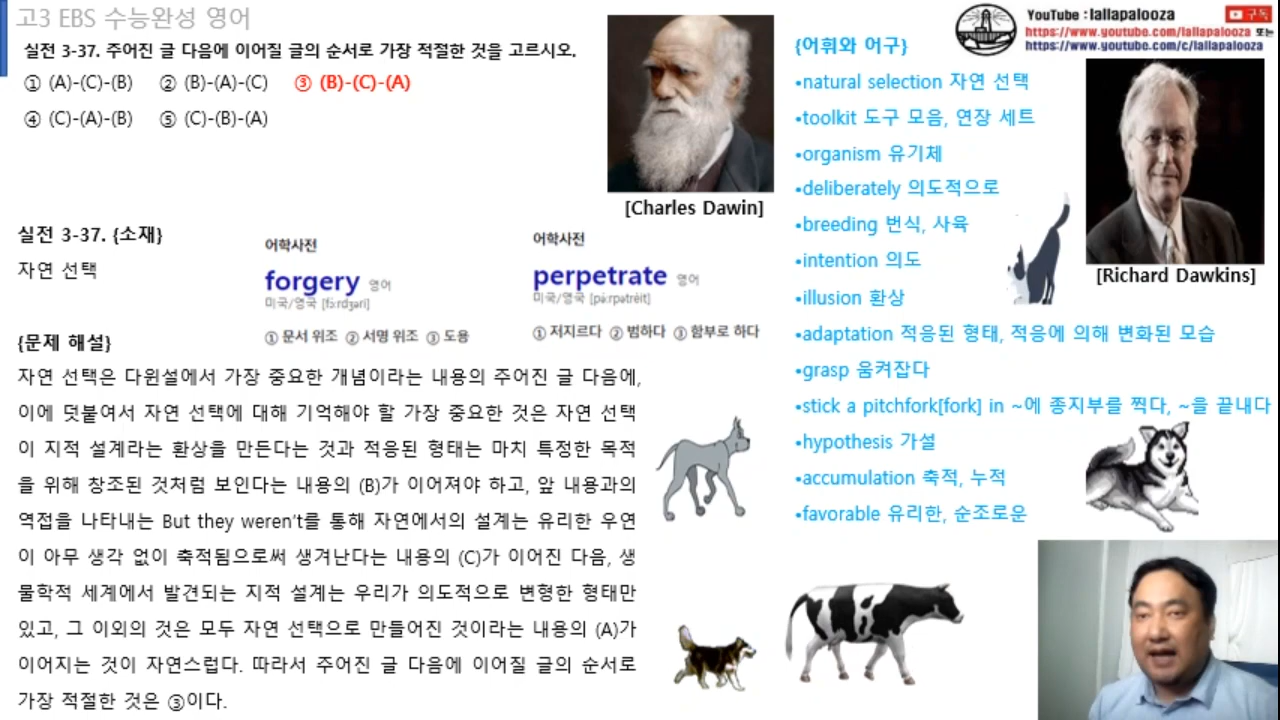 고3 EBS 수능완성 영어
실전 3-37. 주어진 글 다음에 이어질 글의 순서로 가장 적절한 것을 고르시오.
① (A)-(C)-(B) ② (B)-(A)-(C) ③ (B)-(C)-(A)
④ (C)-(A)-(B) ⑤ (C)-(B)-(A)
[Charles Dawin]
실전 3-37. {소재}
자연 선택
어학사전
forgery 영어
미국/영국 [fɔːrdʒəri]
① 문서 위조 ② 서명 위조 ③ 도용
어학사전
perpetrate 영어
미국/영국 [pə́ːrpətrèit]
① 저지르다 ② 범하다 ③ 함부로 하다
{문제 해설}
자연 선택은 다윈설에서 가장 중요한 개념이라는 내용의 주어진 글 다음에,
이에 덧붙여서 자연 선택에 대해 기억해야 할 가장 중요한 것은 자연 선택
이 지적 설계라는 환상을 만든다는 것과 적응된 형태는 마치 특정한 목적
을 위해 창조된 것처럼 보인다는 내용의 (B)가 이어져야 하고, 앞 내용과의
역접을 나타내는 But they weren't를 통해 자연에서의 설계는 유리한 우연
이 아무 생각 없이 축적됨으로써 생겨난다는 내용의 (C)가 이어진 다음, 생
물학적 세계에서 발견되는 지적 설계는 우리가 의도적으로 변형한 형태만
있고, 그 이외의 것은 모두 자연 선택으로 만들어진 것이라는 내용의 (A)가
이어지는 것이 자연스럽다. 따라서 주어진 글 다음에 이어질 글의 순서로
가장 적절한 것은 ③이다.
{어휘와 어구}
•natural selection 자연 선택
•toolkit 도구 모음, 연장 세트
•organism 유기체
•deliberately 의도적으로
•breeding 번식, 사육
•intention 의도
•illusion 환상
•adaptation 적응된 형태, 적응에 의해 변화된 모습
•grasp 움켜잡다
•stick a pitchfork[fork] in ~에 종지부를 찍다, ~을 끝내다
•hypothesis 가설
•accumulation 축적, 누적
•favorable 유리한, 순조로운
YouTube : lallapalooza 구독
https://www.youtube.com/lallapalooza 또는
https://www.youtube.com/c/lallapalooza
[Richard Dawkins]